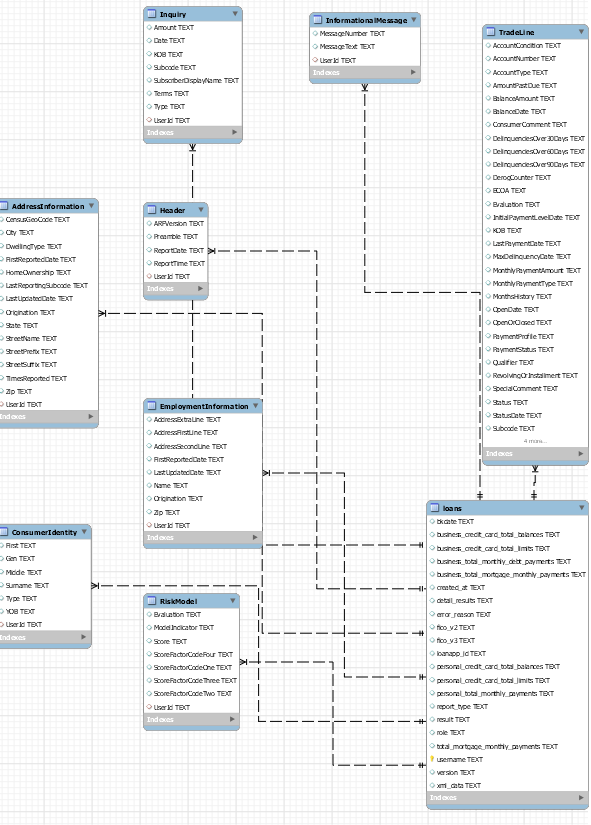 Inquiry
Amount TEXT
Date TEXT
KOB TEXT
Subcode TEXT
SubscriberDisplayName TEXT
Terms TEXT
Type TEXT
UserId TEXT
Indexes
InformationalMessage
MessageNumber TEXT
MessageText TEXT
UserId TEXT
Indexes
TradeLine
AccountCondition TEXT
AccountNumber TEXT
AccountType TEXT
AmountPastDue TEXT
BalanceAmount TEXT
BalanceDate TEXT
ConsumerComment TEXT
DelinquenciesOver30Days TEXT
DelinquenciesOver60Days TEXT
DelinquenciesOver90Days TEXT
DerogCounter TEXT
ECOA TEXT
Evaluation TEXT
InitialPaymentLevelDate TEXT
KOB TEXT
LastPaymentDate TEXT
MaxDelinquencyDate TEXT
MonthlyPaymentAmount TEXT
MonthlyPaymentType TEXT
MonthsHistory TEXT
OpenDate TEXT
OpenOrClosed TEXT
PaymentProfile TEXT
PaymentStatus TEXT
Qualifier TEXT
RevolvingOrInstallment TEXT
SpecialComment TEXT
Status TEXT
StatusDate TEXT
Subcode TEXT
4 more...
Indexes
AddressInformation
CensusGeoCode TEXT
City TEXT
DwellingType TEXT
FirstReportedDate TEXT
HomeOwnership TEXT
LastReportingSubcode TEXT
LastUpdatedDate TEXT
Origination TEXT
State TEXT
StreetName TEXT
StreetPrefix TEXT
StreetSuffix TEXT
TimesReported TEXT
Zip TEXT
UserId TEXT
Indexes
Header
ARFVersion TEXT
Preamble TEXT
ReportDate TEXT
ReportTime TEXT
UserId TEXT
Indexes
EmploymentInformation
AddressExtraLine TEXT
AddressFirstLine TEXT
AddressSecondLine TEXT
FirstReportedDate TEXT
LastUpdatedDate TEXT
Name TEXT
Origination TEXT
Zip TEXT
UserId TEXT
Indexes
ConsumerIdentity
First TEXT
Gen TEXT
Middle TEXT
Surname TEXT
Type TEXT
YOB TEXT
UserId TEXT
Indexes
RiskModel
Evaluation TEXT
ModelIndicator TEXT
Score TEXT
ScoreFactorCodeFour TEXT
ScoreFactorCodeOne TEXT
ScoreFactorCodeThree TEXT
ScoreFactorCodeTwo TEXT
UserId TEXT
Indexes
loans
bkdate TEXT
business_credit_card_total_balances TEXT
business_credit_card_total_limits TEXT
business_total_monthly_debt_payments TEXT
business_total_mortgage_monthly_payments TEXT
created_at TEXT
detail_results TEXT
error_reason TEXT
fico_v2 TEXT
fico_v3 TEXT
loanapp_id TEXT
personal_credit_card_total_balances TEXT
personal_credit_card_total_limits TEXT
personal_total_monthly_payments TEXT
report_type TEXT
result TEXT
role TEXT
total_mortgage_monthly_payments TEXT
username TEXT
version TEXT
xml_data TEXT
Indexes